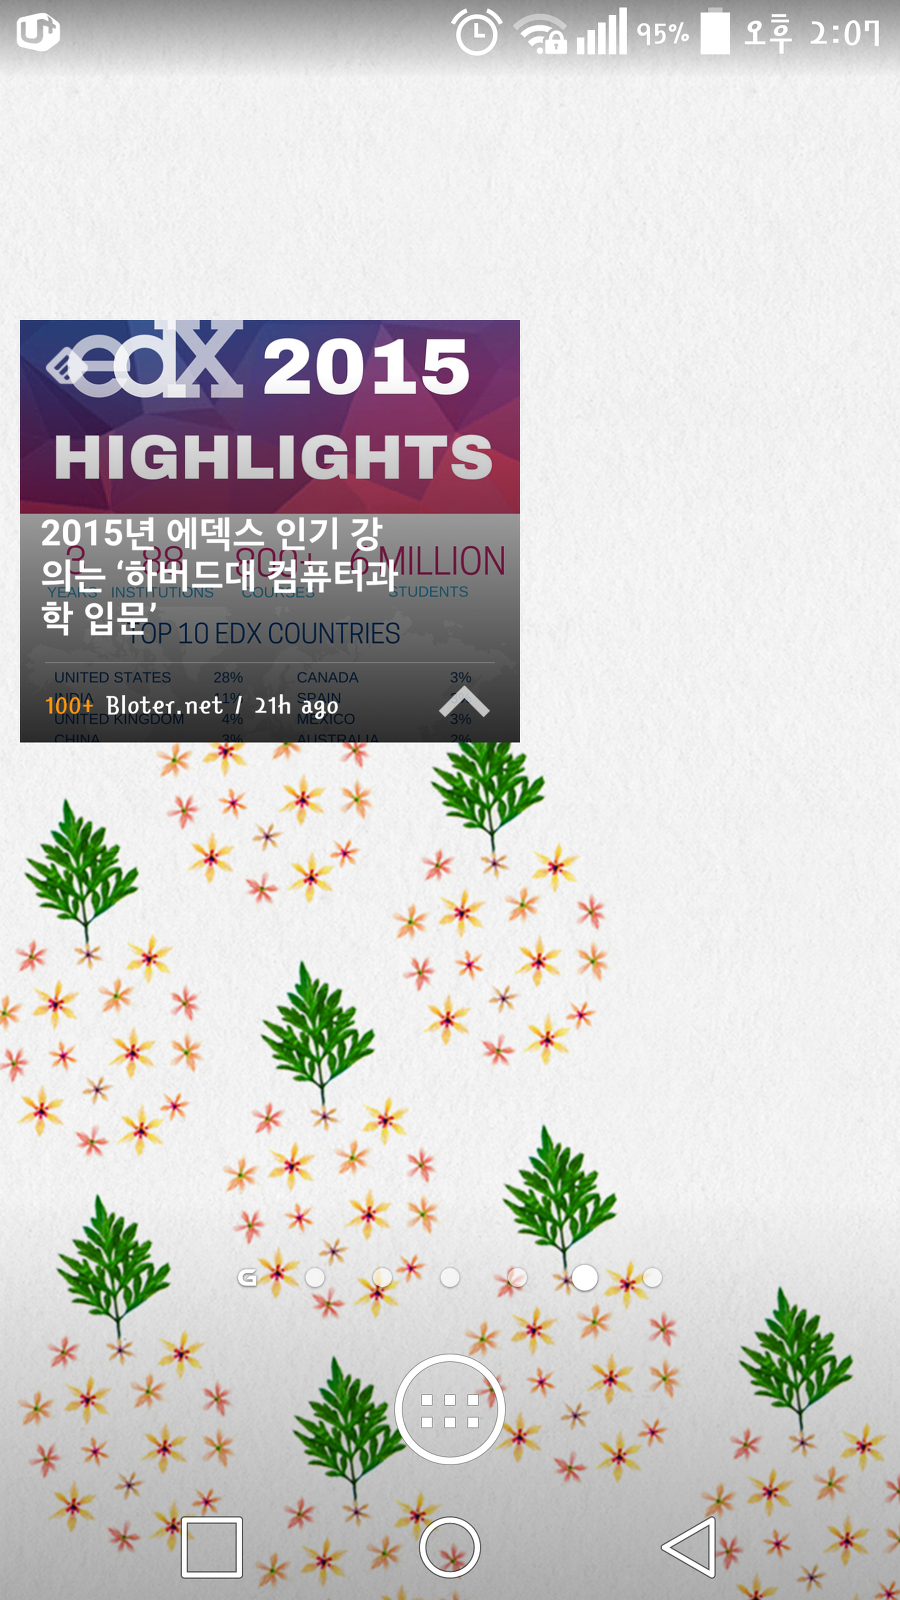 U+
95% 오후 2:07
edX 2015
HIGHLIGHTS
2015년 에덱스 인기 강
의는 ‘하버드대 컴퓨터과
학 입문’
3 88 800+ 6 MILLION
YEARS INSTITUTIONS COURSES STUDENTS
TOP 10 EDX COUNTRIES
UNITED STATES 28% CANADA 3%
INDIA 11% SPAIN
UNITED KINGDOM 4% MEXICO 3%
CHINA 3% AUSTRALIA 2%
100+ Bloter.net / 21h ago
G